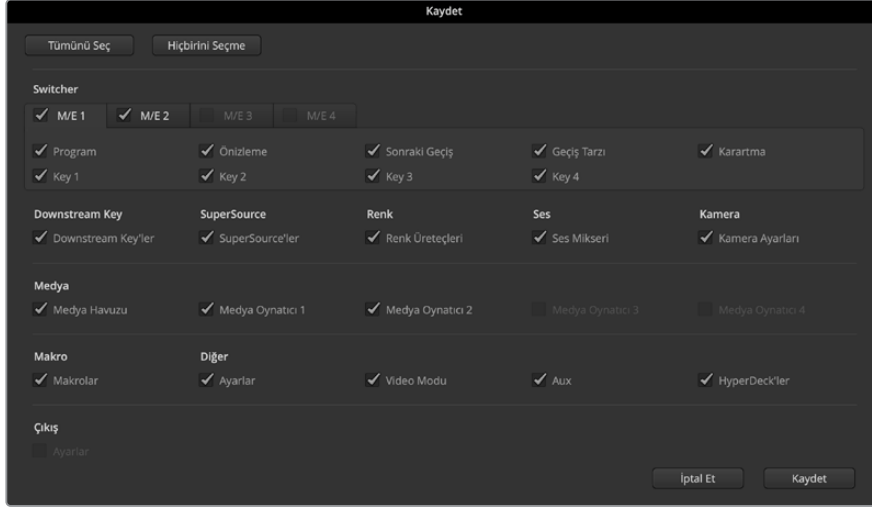 Kaydet
Tümünü Seç Hiçbirini Seçme
Switcher
M/E 1 M/E 2 M/E 3 M/E 4
Program Önizleme Sonraki Geçiş Geçiş Tarzı Karartma
Key 1 Key 2 Key 3 Key 4
Downstream Key SuperSource Renk Ses Kamera
Downstream Key'ler SuperSource'ler Renk Üreteçleri Ses Mikseri Kamera Ayarları
Medya
Medya Havuzu Medya Oynatıcı 1 Medya Oynatıcı 2 Medya Oynatıcı 3 Medya Oynatıcı 4
Makro Diğer
Makrolar Ayarlar Video Modu Aux HyperDeck'ler
Çıkış
Ayarlar
İptal Et Kaydet